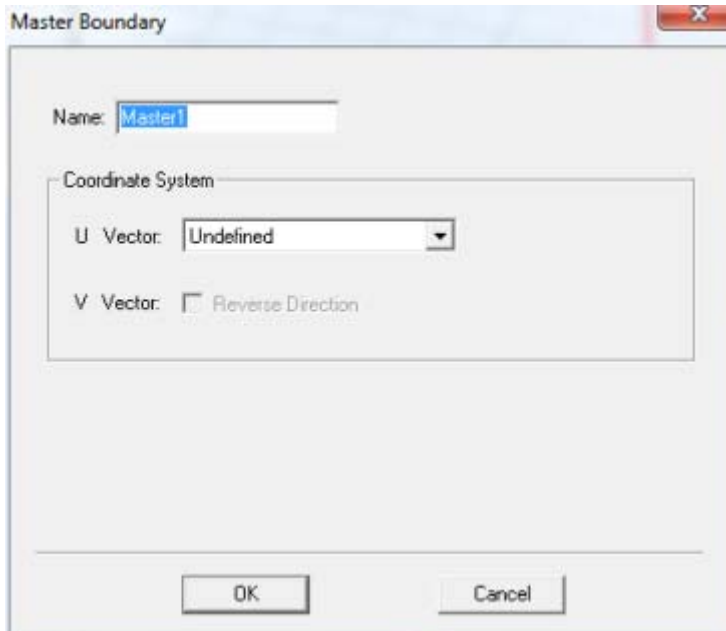 Master Boundary
Name: Master1
Coordinate System
U Vector: Undefined
V Vector: Reverse Direction
OK Cancel